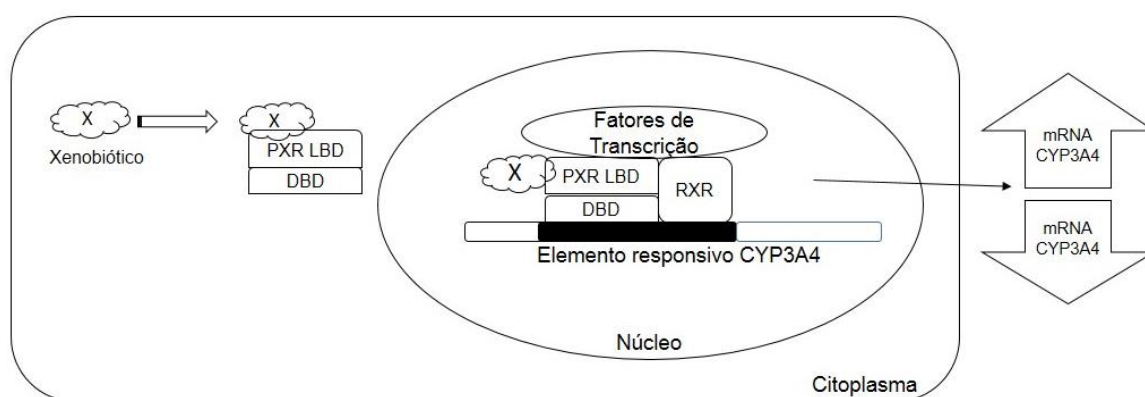 X
Xenobiótico
X
PXR LBD
DBD
Fatores de
Transcrição
X
PXR LBD
DBD
RXR
Elemento responsivo CYP3A4
Núcleo
Citoplasma
mRNA
CYP3A4
mRNA
CYP3A4